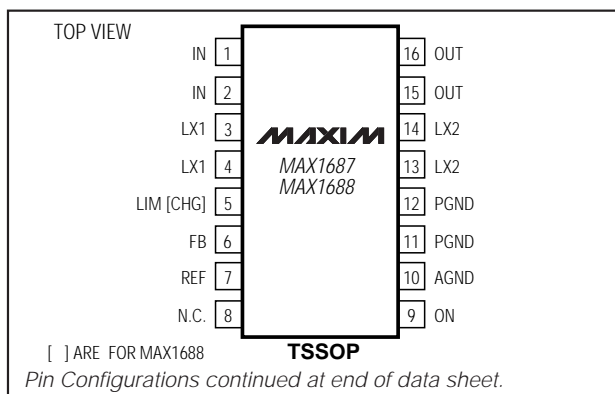 TOP VIEW
IN 1 16 OUT
IN 2 15 OUT
LX1 3 14 LX2
MAXIM
LX1 4 MAX1687 13 LX2
MAX1688
LIM [CHG] 5 12 PGND
FB 6 11 PGND
REF 7 10 AGND
N.C. 8 9 ON
[ ] ARE FOR MAX1688 TSSOP
Pin Configurations continued at end of data sheet.